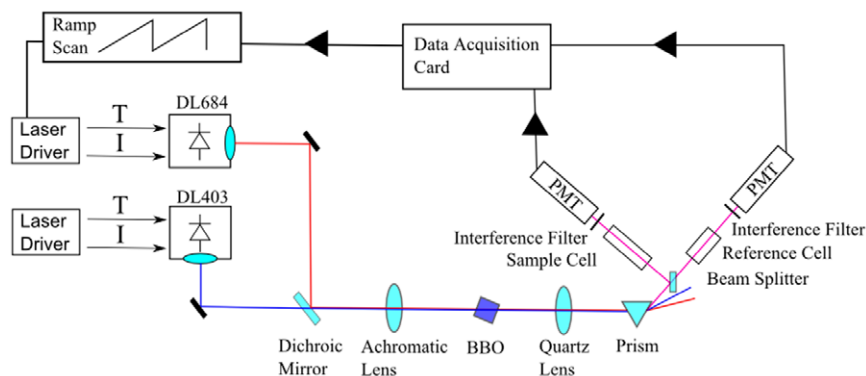 Ramp
Scan
Data Acquisition
Card
DL684
Laser
Driver
T
I
DL403
Laser
Driver
T
I
PMT
PMT
Interference Filter
Sample Cell
Interference Filter
Reference Cell
Beam Splitter
Dichroic
Mirror
Achromatic
Lens
BBO
Quartz
Lens
Prism